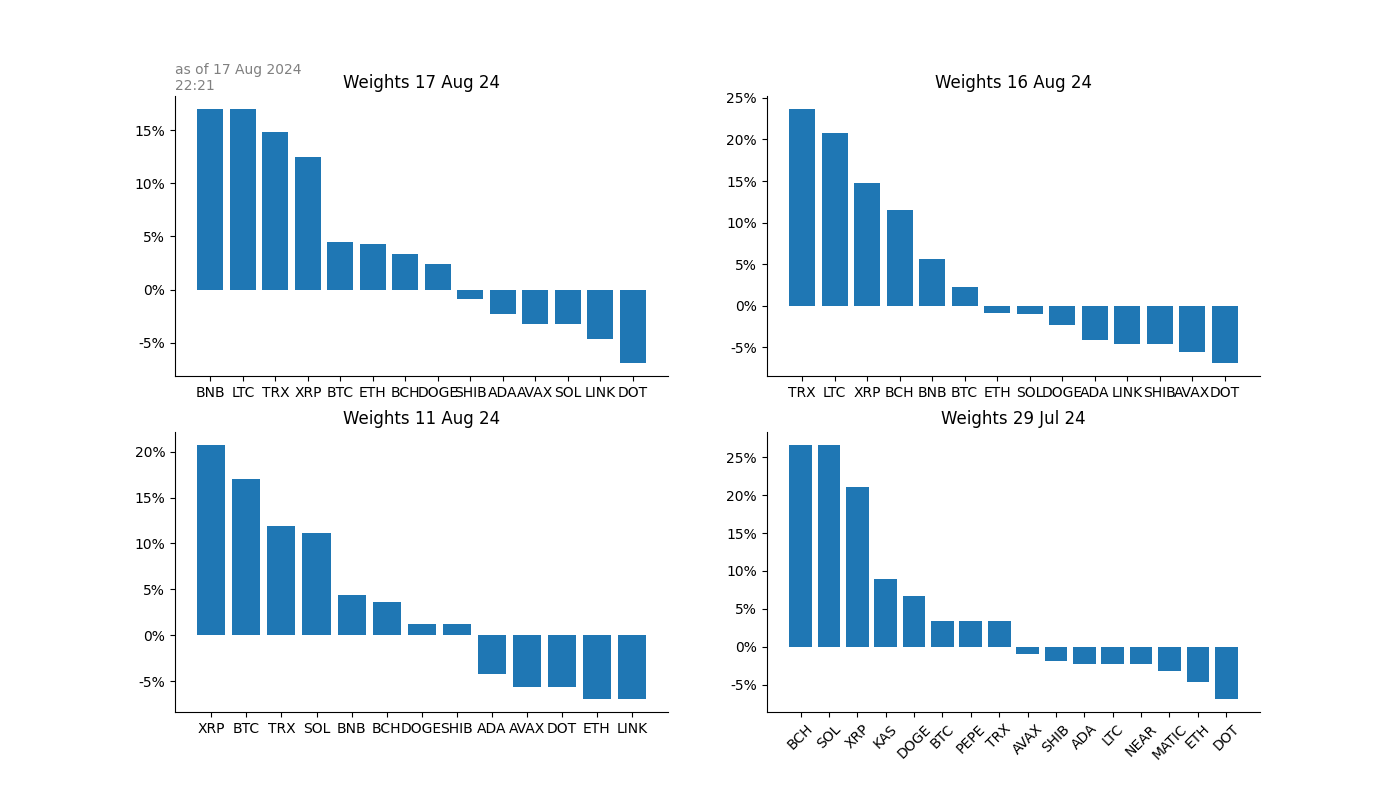 as of 17 Aug 2024
22:21
Weights 17 Aug 24
15%
10%
5%
0%
-5%
BNB LTC TRX XRP BTC ETH BCH DOGE SHIB ADA AVAX SOL LINK DOT
Weights 16 Aug 24
25%
20%
15%
10%
5%
0%
-5%
TRX LTC XRP BCH BNB BTC ETH SOL DOGE ADA LINK SHIB AVAX DOT
Weights 11 Aug 24
20%
15%
10%
5%
0%
-5%
XRP BTC TRX SOL BNB BCH DOGE SHIB ADA AVAX DOT ETH LINK
Weights 29 Jul 24
25%
20%
15%
10%
5%
0%
-5%
BCH SOL XRP KAS DOGE BTC PEPE TRX AVAX SHIB ADA LTC NEAR MATIC ETH DOT